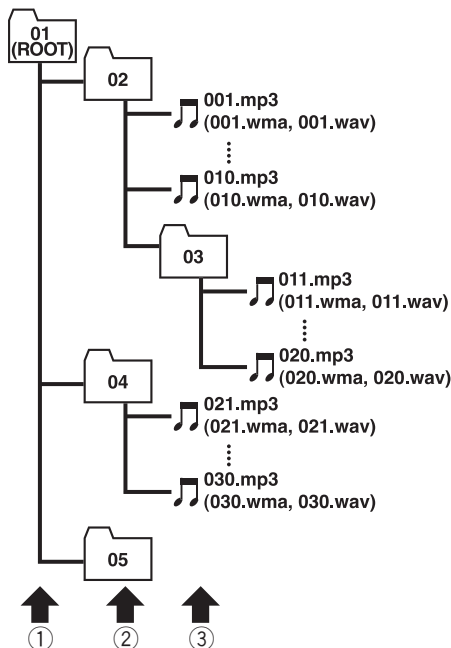 01
(ROOT)
02
001.mp3
(001.wma, 001.wav)
010.mp3
(010.wma, 010.wav)
03
011.mp3
(011.wma, 011.wav)
020.mp3
(020.wma, 020.wav)
04
021.mp3
(021.wma, 021.wav)
030.mp3
(030.wma, 030.wav)
05
① ② ③